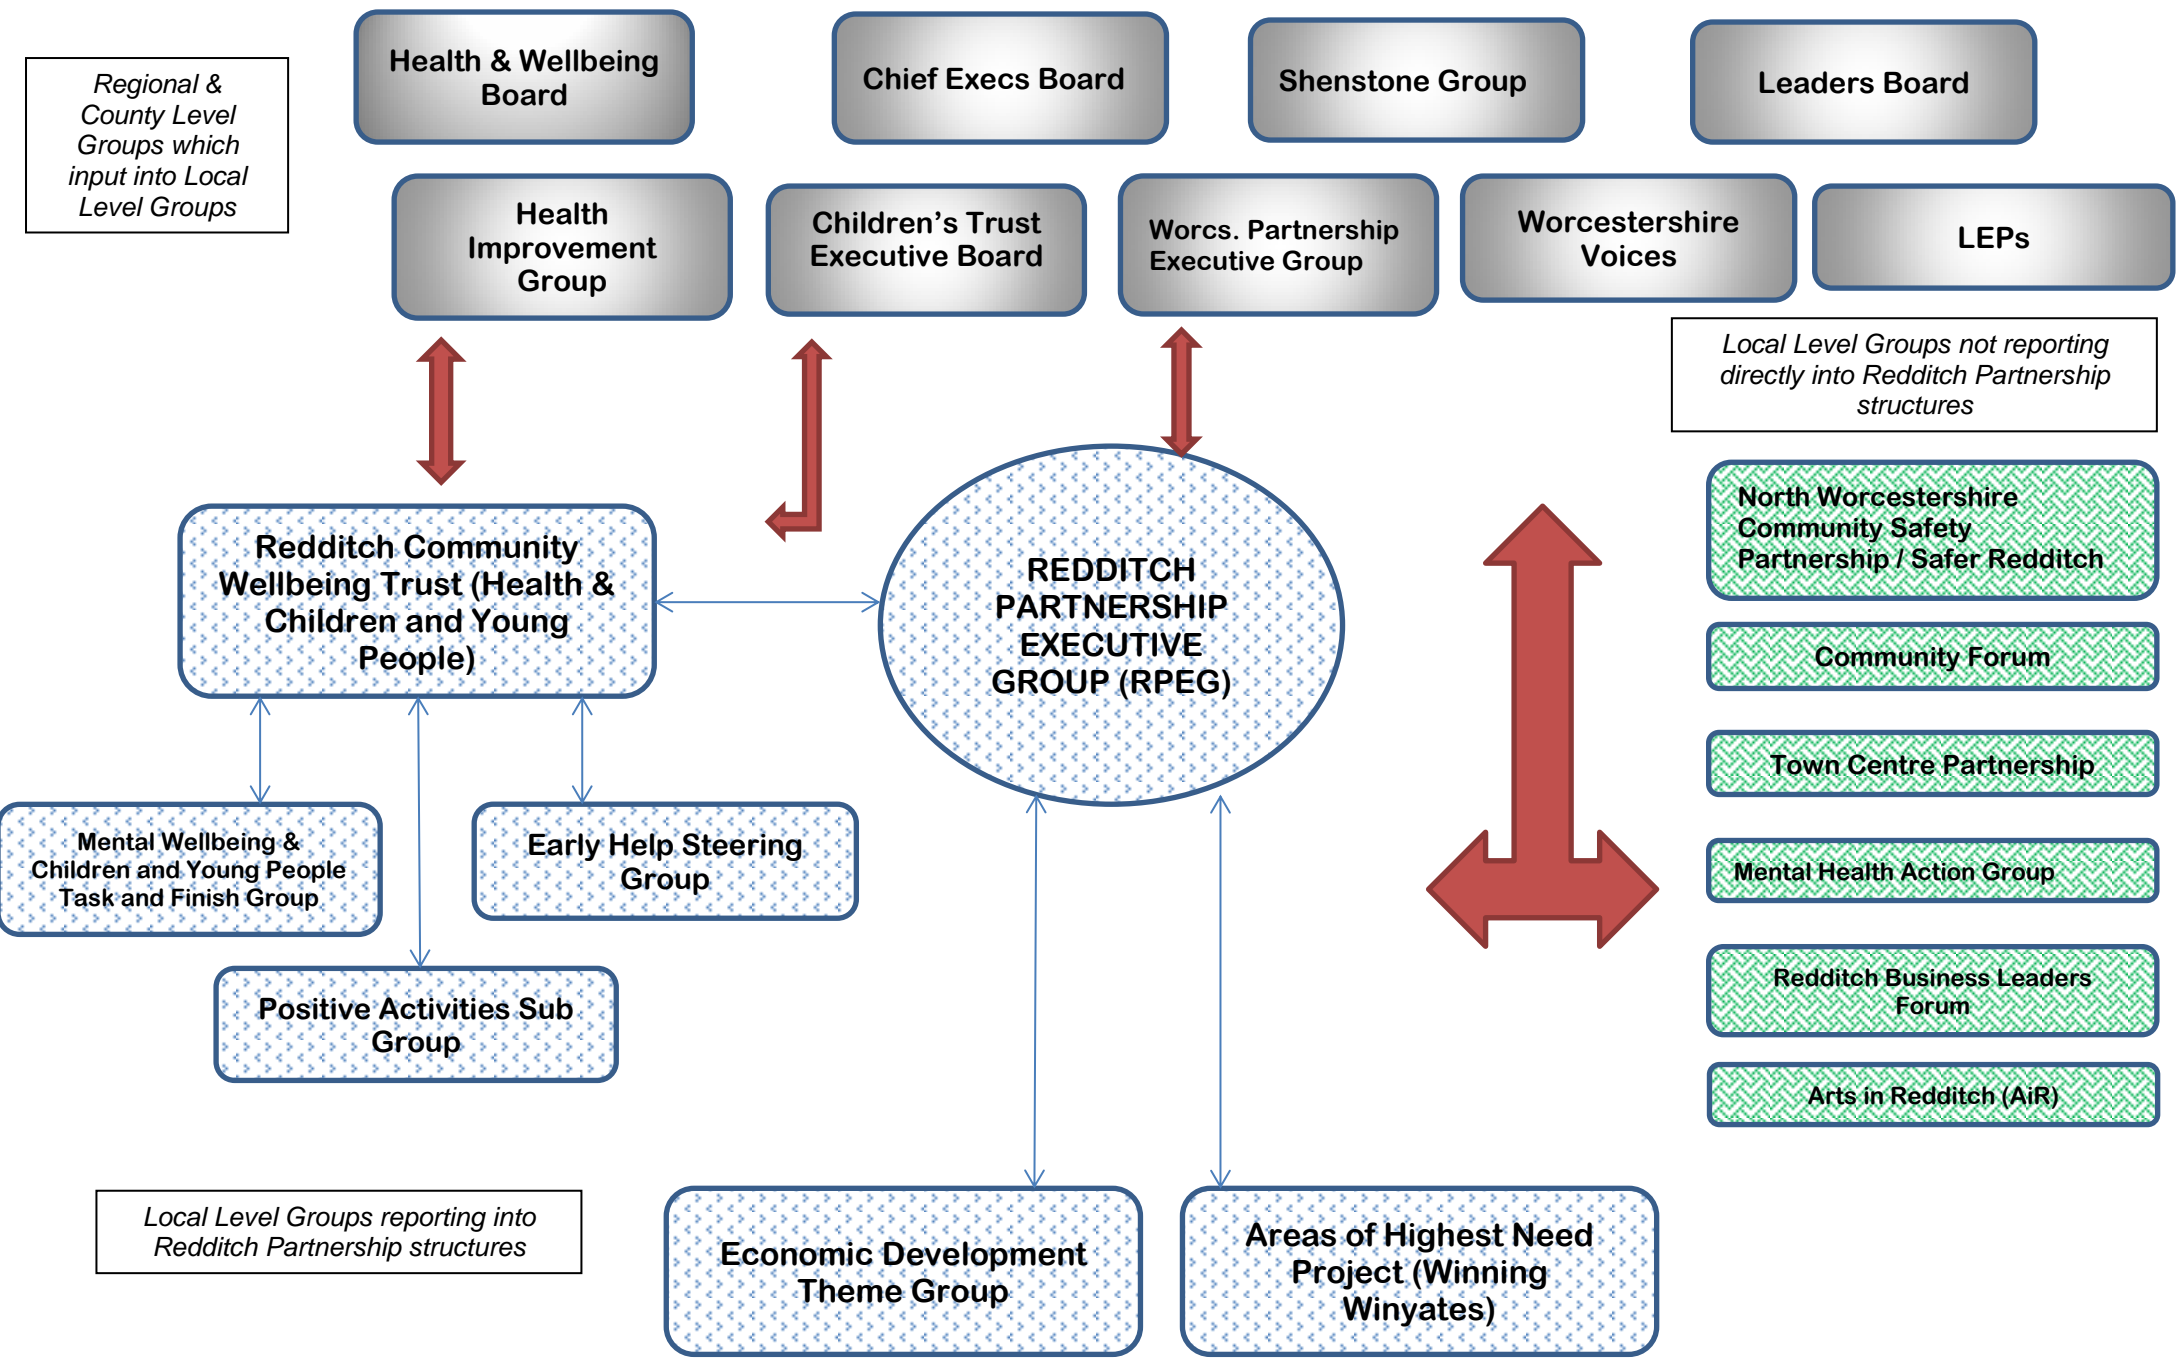 Regional &
County Level
Groups which
input into Local
Level Groups
Health & Wellbeing
Board
Chief Execs Board
Shenstone Group
Leaders Board
Health
Improvement
Group
Children’s Trust
Executive Board
Worcs. Partnership
Executive Group
Worcestershire
Voices
LEPs
Local Level Groups not reporting
directly into Redditch Partnership
structures
Redditch Community
Wellbeing Trust (Health &
Children and Young
People)
REDDITCH
PARTNERSHIP
EXECUTIVE
GROUP (RPEG)
North Worcestershire
Community Safety
Partnership / Safer Redditch
Community Forum
Town Centre Partnership
Mental Health Action Group
Redditch Business Leaders
Forum
Arts in Redditch (AiR)
Mental Wellbeing &
Children and Young People
Task and Finish Group
Early Help Steering
Group
Positive Activities Sub
Group
Local Level Groups reporting into
Redditch Partnership structures
Economic Development
Theme Group
Areas of Highest Need
Project (Winning
Winyates)